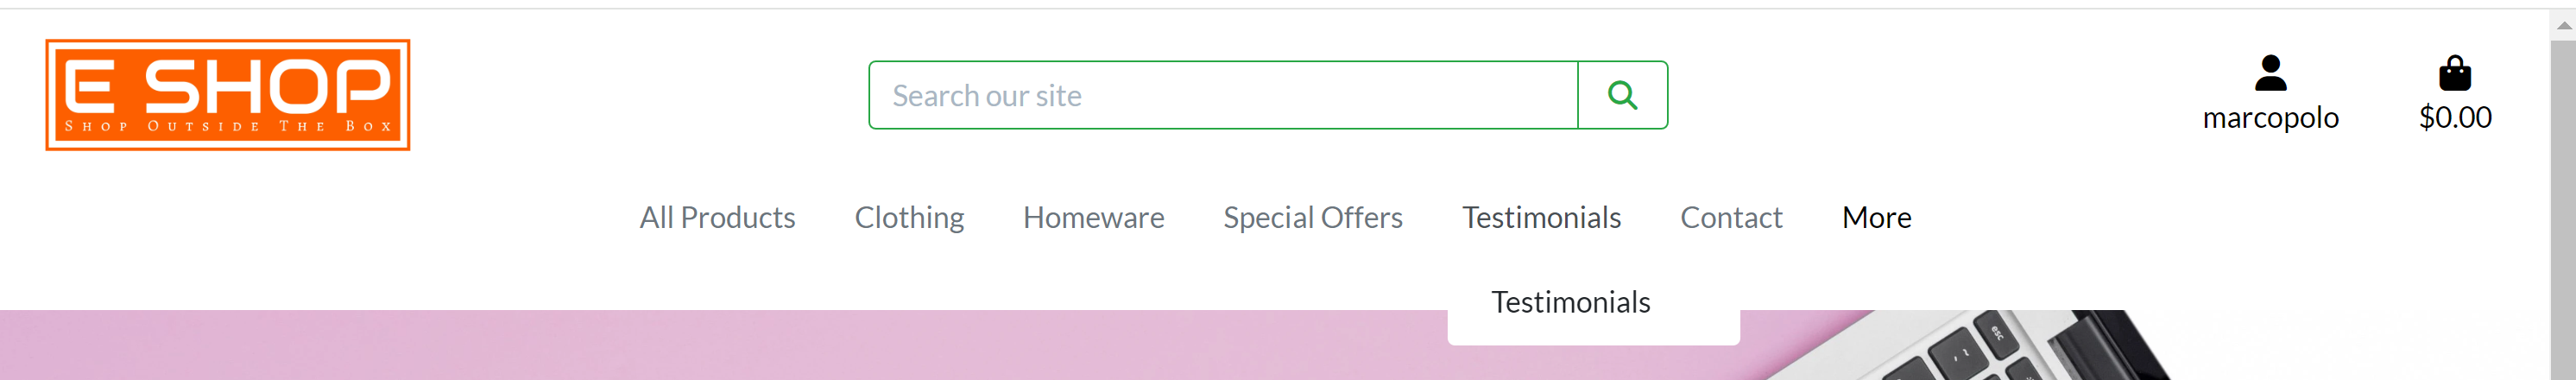 E SHOP
Shop Outside The Box
Search our site
marcopolo
$0.00
All Products Clothing Homeware Special Offers Testimonials Contact More
Testimonials
esc